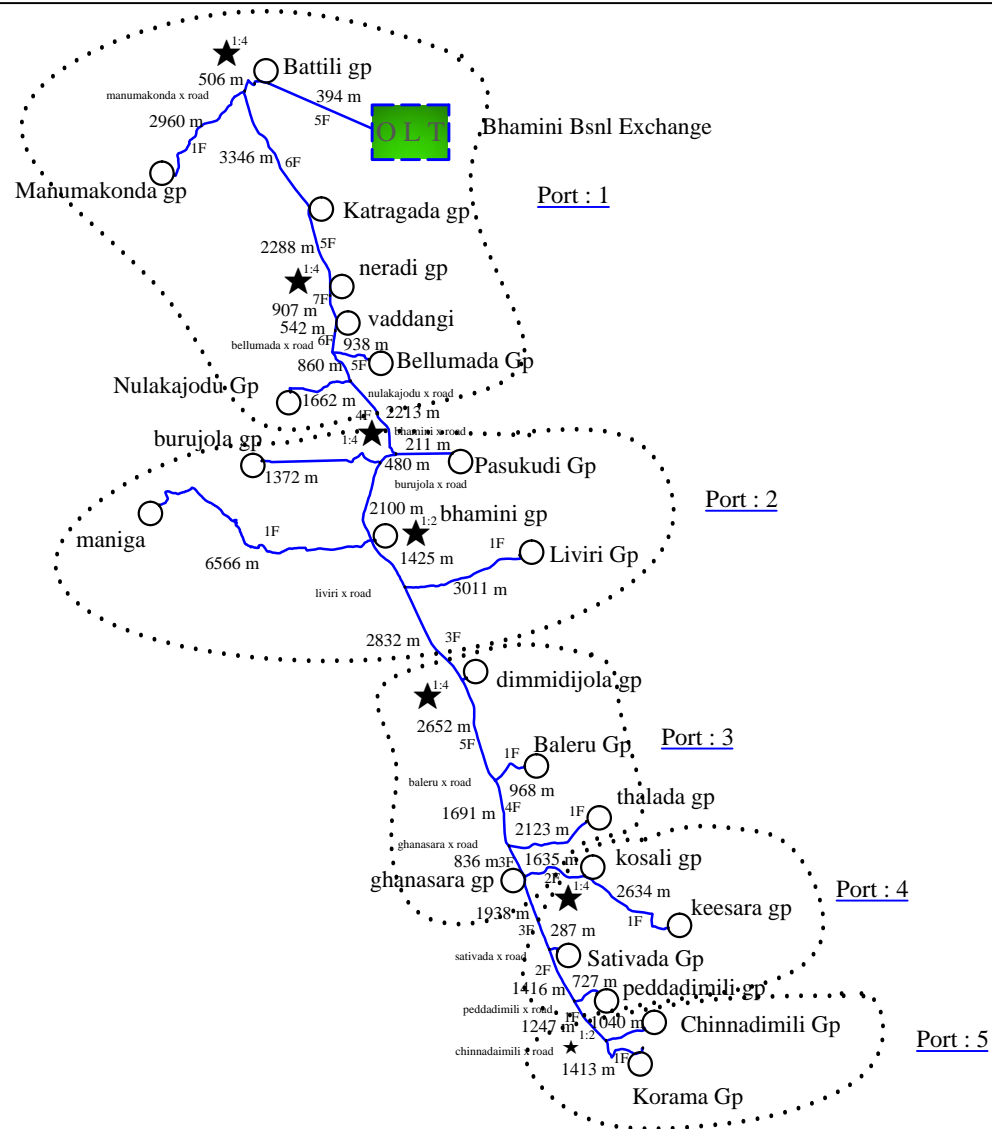 1:4
Battili gp
506 m
manumakonda x road
394 m
5F
O L T
Bhamini Bsnl Exchange
2960 m
1F
3346 m
6F
Manumakonda gp
Port : 1
Katragada gp
2288 m
5F
neradi gp
1:4
7F
907 m
vaddangi
542 m
6F
bellumada x road
938 m
5F
Bellumada Gp
860 m
Nulakajodu Gp
nulakajodu x road
1662 m
4F
2213 m
bhamini x road
1:4
burujola gp
211 m
480 m
Pasukudi Gp
1372 m
burujola x road
Port : 2
2100 m
bhamini gp
1:2
maniga
1F
1425 m
1F
Liviri Gp
6566 m
3011 m
liviri x road
2832 m
3F
dimmidijola gp
1:4
2652 m
5F
Baleru Gp
Port : 3
1F
baleru x road
968 m
thalada gp
1691 m
4F
1F
2123 m
ghanasara x road
836 m
3F
1635 m
kosali gp
ghanasara gp
2F
1:4
2634 m
Port : 4
keesara gp
1F
1938 m
3F
287 m
sativada x road
Sativada Gp
2F
727 m
1416 m
peddadimili gp
peddadimili x road
1F
1247 m
1040 m
Chinnadimili Gp
1:2
Port : 5
chinnadaimili x road
1F
1413 m
Korama Gp